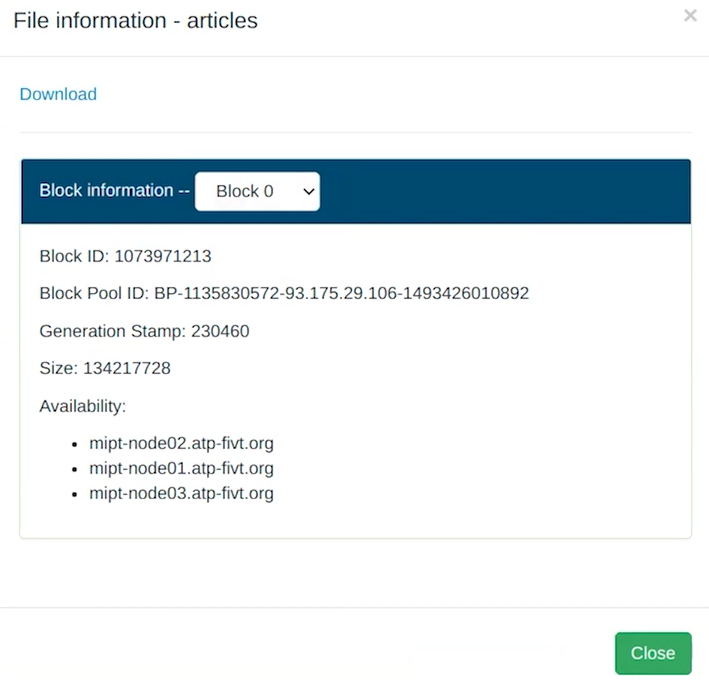 File information - articles
×
Download
Block information -- Block 0
Block ID: 1073971213
Block Pool ID: BP-1135830572-93.175.29.106-1493426010892
Generation Stamp: 230460
Size: 134217728
Availability:
• mipt-node02.atp-fivt.org
• mipt-node01.atp-fivt.org
• mipt-node03.atp-fivt.org
Close